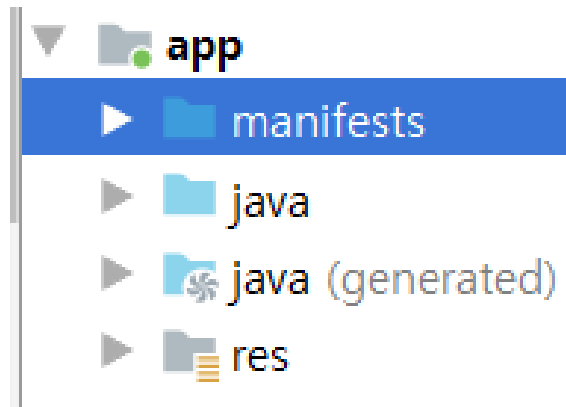 app
manifests
java
java (generated)
res